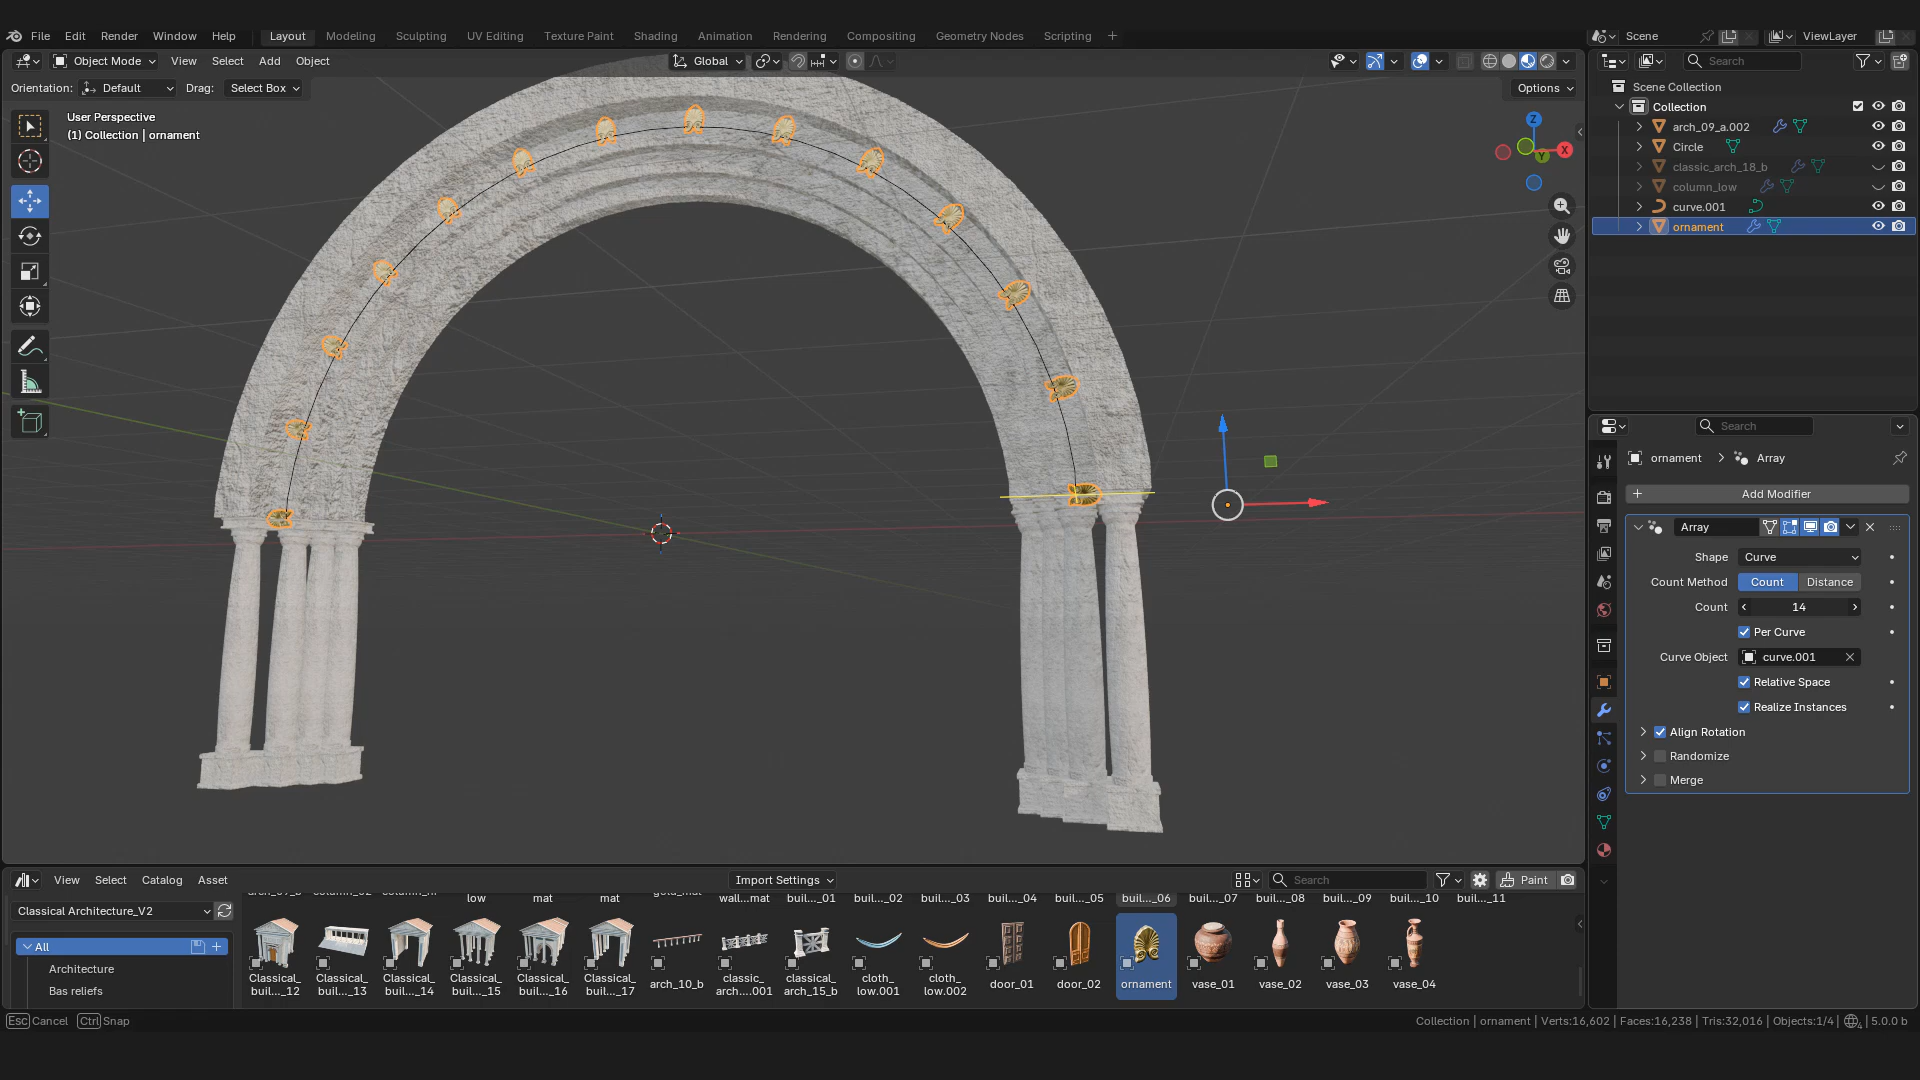 File Edit Render Window Help Layout Modeling Sculpting UV Editing Texture Paint Shading Animation Rendering Compositing Geometry Nodes Scripting + Scene ViewLayer
Object Mode View Select Add Object Global Search
Orientation: Default Drag: Select Box Options
Scene Collection
Collection
User Perspective
(1) Collection | ornament
Z
X
Y
arch_09_a.002
Circle
classic_arch_18_b
column_low
curve.001
ornament
Search
ornament > Array
+ Add Modifier
Array
Shape Curve
Count Method Count Distance
Count 14
Per Curve
Curve Object curve.001
Relative Space
Realize Instances
Align Rotation
Randomize
Merge
View Select Catalog Asset Import Settings Search Paint
low mat mat wall...mat buil..._01 buil..._02 buil..._03 buil..._04 buil..._05 buil..._06 buil..._07 buil..._08 buil..._09 buil..._10 buil..._11
Classical Architecture_V2
All
Architecture
Bas reliefs
Classical_ buil..._12
Classical_ buil..._13
Classical_ buil..._14
Classical_ buil..._15
Classical_ buil..._16
Classical_ buil..._17
arch_10_b
classic_ arch....001
classical_ arch_15_b
cloth_ low.001
cloth_ low.002
door_01
door_02
ornament
vase_01
vase_02
vase_03
vase_04
Esc Cancel Ctrl Snap
Collection | ornament | Verts:16,602 | Faces:16,238 | Tris:32,016 | Objects:1/4 | 5.0.0 b